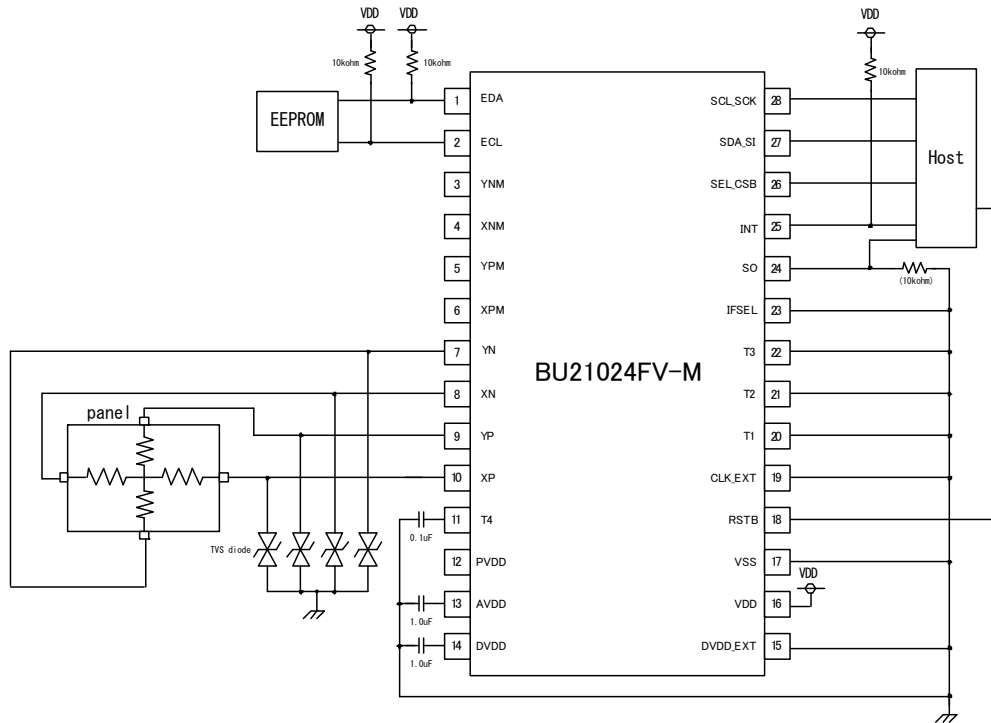 VDD
VDD
VDD
10kohm
10kohm
10kohm
EEPROM
Host
BU21024FV-M
1 EDA
2 ECL
3 YNM
4 XNM
5 YPM
6 XPM
7 YN
8 XN
9 YP
10 XP
11 T4
12 PVDD
13 AVDD
14 DVDD
SCL_SCK 28
SDA_SI 27
SEL_CSB 26
INT 25
SO 24
(10kohm)
IFSEL 23
T3 22
T2 21
T1 20
CLK_EXT 19
RSTB 18
VSS 17
VDD 16
VDD
DVDD_EXT 15
panel
TVS diode
0.1uF
1.0uF
1.0uF